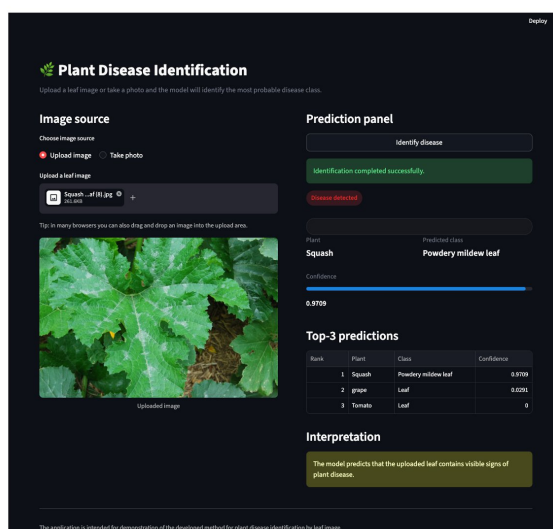 Deploy
Plant Disease Identification
Upload a leaf image or take a photo and the model will identify the most probable disease class.
Image source
Choose image source
Upload image Take photo
Upload a leaf image
Squash ...af (8).jpg
261.6KB
Tip: in many browsers you can also drag and drop an image into the upload area.
Uploaded image
Prediction panel
Identify disease
Identification completed successfully.
Disease detected
Plant Predicted class
Squash Powdery mildew leaf
Confidence
0.9709
Top-3 predictions
Rank Plant Class Confidence
1 Squash Powdery mildew leaf 0.9709
2 grape Leaf 0.0291
3 Tomato Leaf 0
Interpretation
The model predicts that the uploaded leaf contains visible signs of
plant disease.
The application is intended for demonstration of the developed method for plant disease identification by leaf image